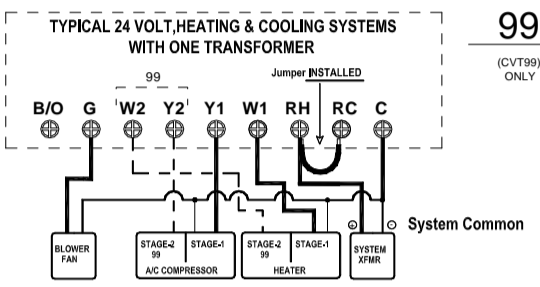 TYPICAL 24 VOLT,HEATING & COOLING SYSTEMS
WITH ONE TRANSFORMER
99
(CVT99)
ONLY
99
Jumper INSTALLED
B/O G W2 Y2 Y1 W1 RH RC C
System Common
BLOWER
FAN
STAGE-2
99
STAGE-1
A/C COMPRESSOR
STAGE-2
99
STAGE-1
HEATER
SYSTEM
XFMR